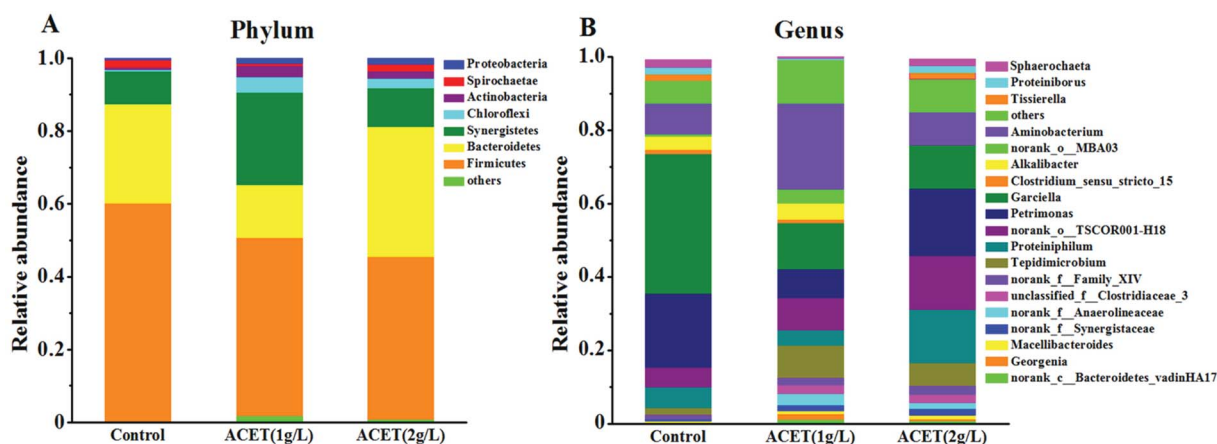 A
Phylum
Relative abundance
1.0
0.8
0.6
0.4
0.2
0
Control
ACET(1g/L)
ACET(2g/L)
Proteobacteria
Spirochaetae
Actinobacteria
Chloroflexi
Synergistetes
Bacteroidetes
Firmicutes
others
B
Genus
Relative abundance
1.0
0.8
0.6
0.4
0.2
0
Control
ACET(1g/L)
ACET(2g/L)
Sphaerochaeta
Proteiniborus
Tissierella
others
Aminobacterium
norank_o__MBA03
Alkalibacter
Clostridium_sensu_stricto_15
Garciella
Petrimonas
norank_o__TSCOR001-H18
Proteiniphilum
Tepidimicrobium
norank_f__Family_XIV
unclassified_f__Clostridiaceae_3
norank_f__Anaerolineaceae
norank_f__Synergistaceae
Macellibacteroides
Georgenia
norank_c__Bacteroidetes_vadinHA17